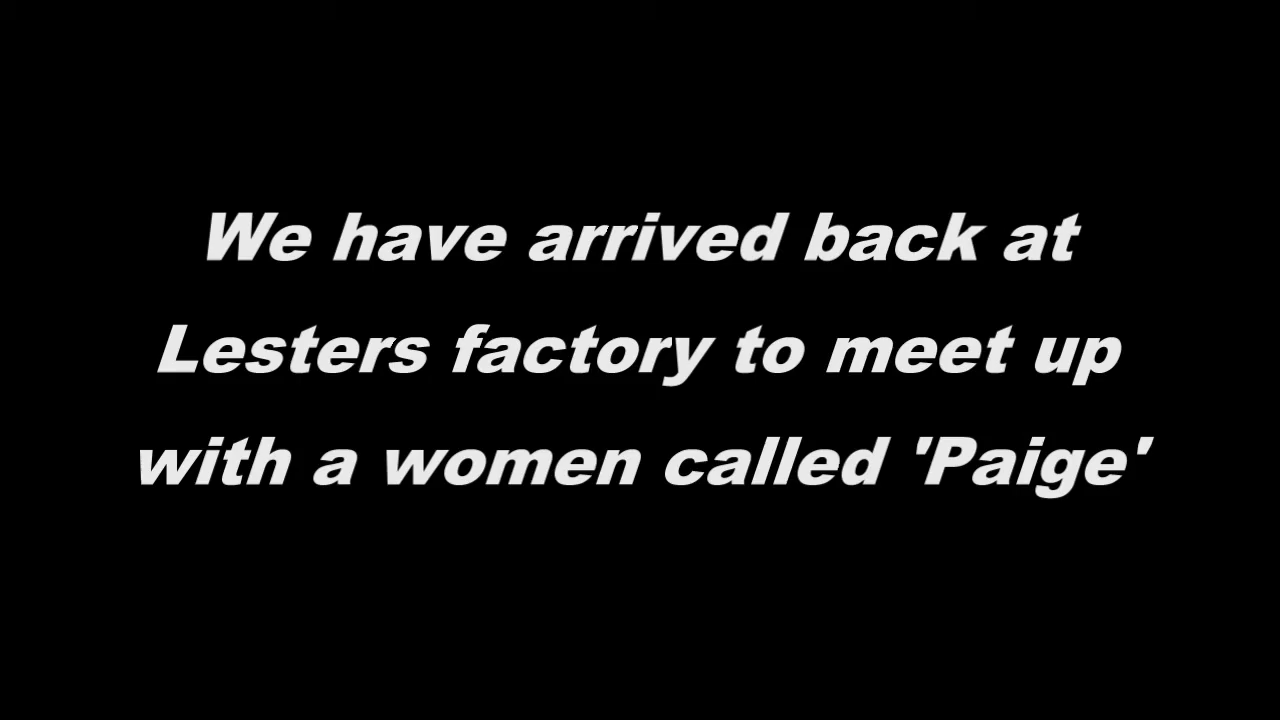 We have arrived back at
Lesters factory to meet up
with a women called 'Paige'